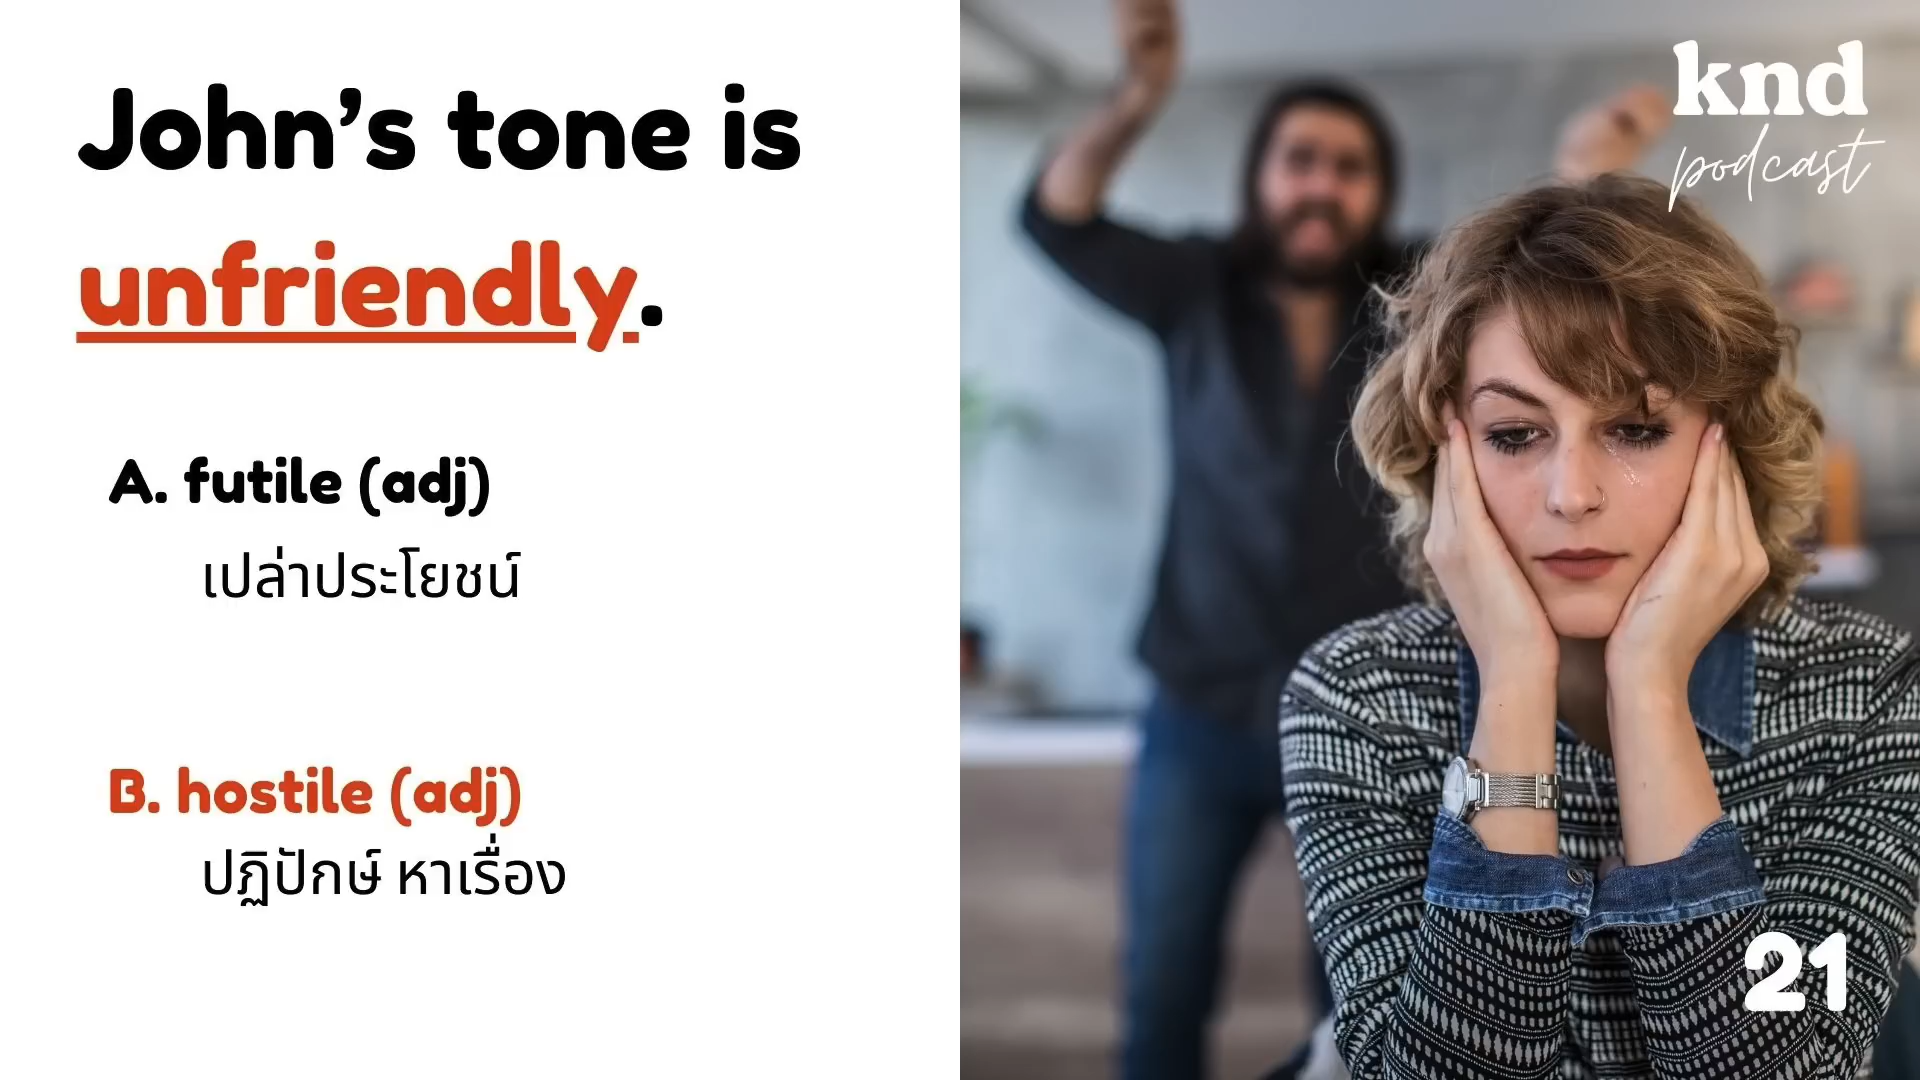 John’s tone is
unfriendly.
A. futile (adj)
เปล่าประโยชน์
B. hostile (adj)
ปฏิปักษ์ หาเรื่อง
knd
podcast
21